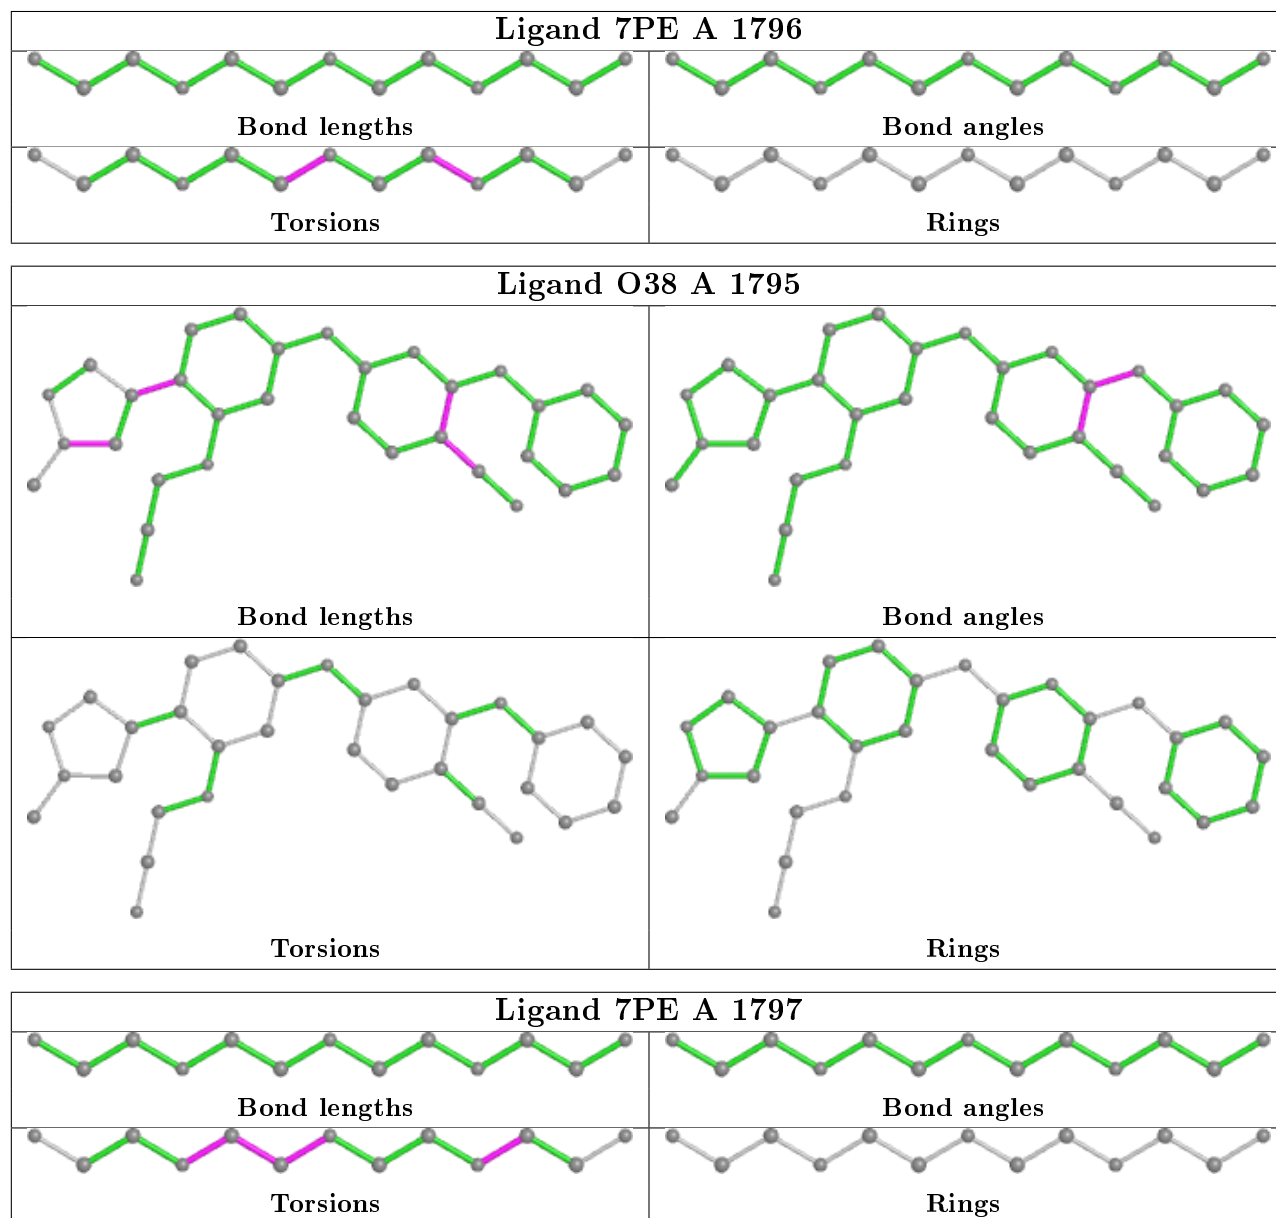 Ligand 7PE A 1796
Bond lengths
Bond angles
Torsions
Rings
Ligand O38 A 1795
Bond lengths
Bond angles
Torsions
Rings
Ligand 7PE A 1797
Bond lengths
Bond angles
Torsions
Rings